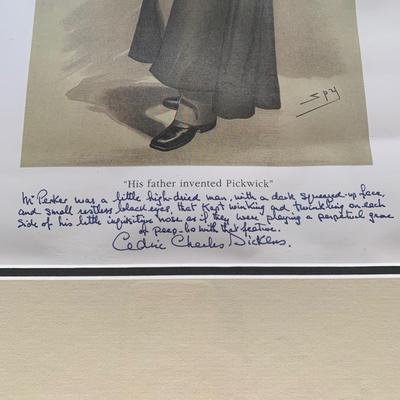 Spy
"His father invented Pickwick"
Mr Perker was a little high-dried man, with a dark squeezed-up face,
and small restless black eyes, that kept winking and twinkling on each
side of his little inquisitive nose as if they were playing a perpetual game
of peep-bo with that feature.
Cedric Charles Dickens.